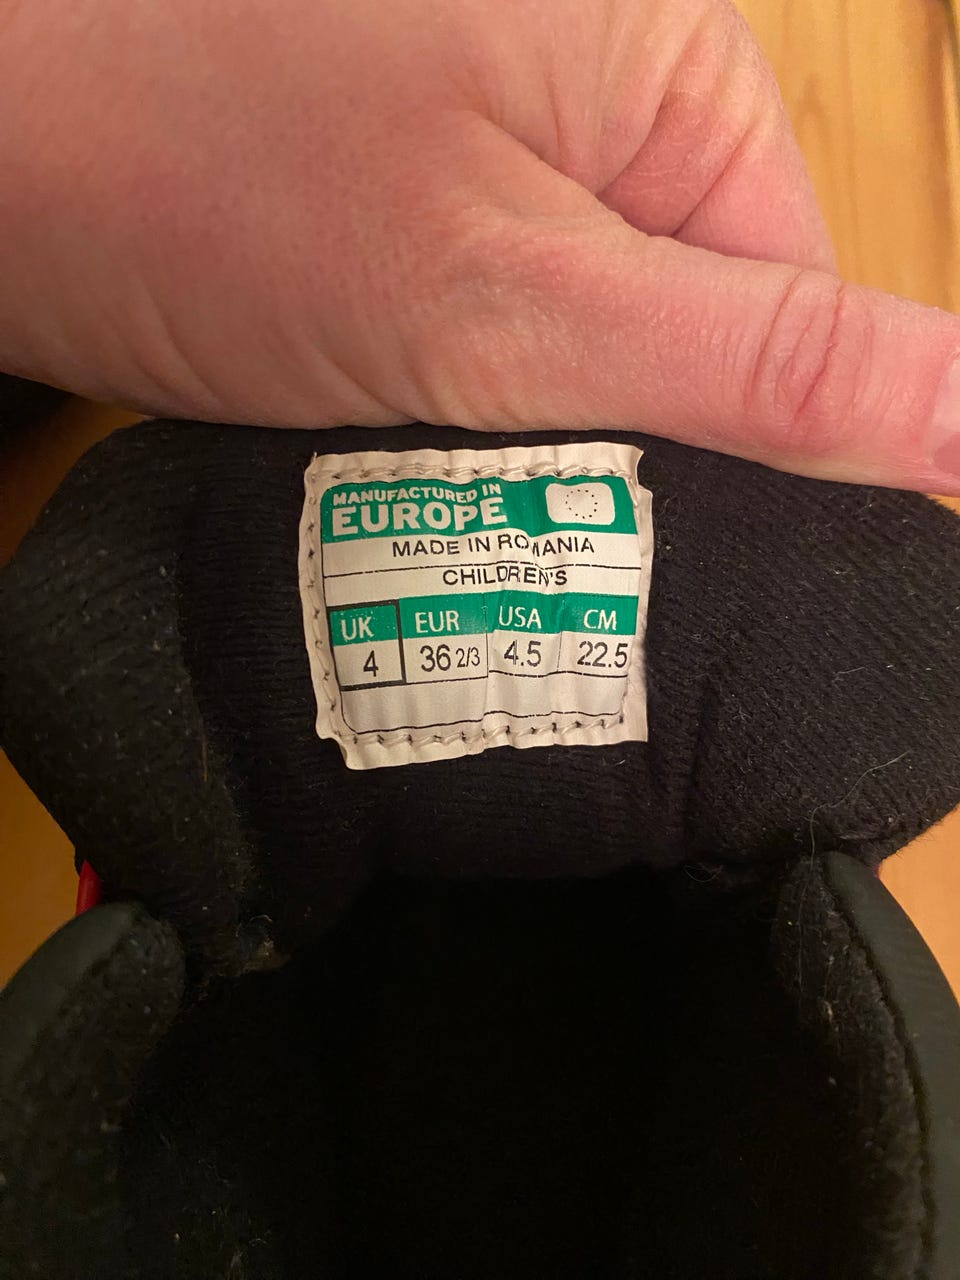 MANUFACTURED IN
EUROPE
MADE IN ROMANIA
CHILDREN'S
UK EUR USA CM
4 36 2/3 4.5 22.5